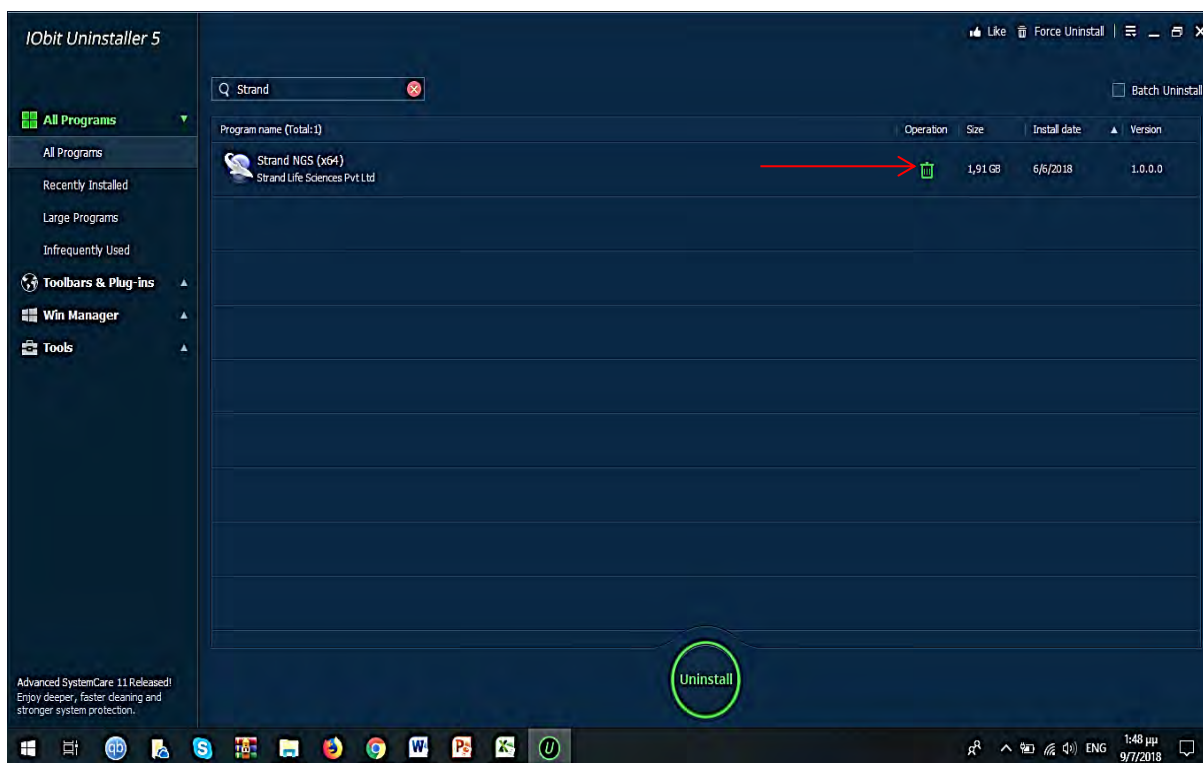 IObit Uninstaller 5
Like Force Uninstall
Strand
Batch Uninstall
All Programs
All Programs
Recently Installed
Large Programs
Infrequently Used
Toolbars & Plug-ins
Win Manager
Tools
Program name (Total:1) Operation Size Install date Version
Strand NGS (x64)
Strand Life Sciences Pvt Ltd
1,91 GB 6/6/2018 1.0.0.0
Uninstall
Advanced SystemCare 11 Released!
Enjoy deeper, faster cleaning and
stronger system protection.
qb
ENG
1:48 μμ
9/7/2018